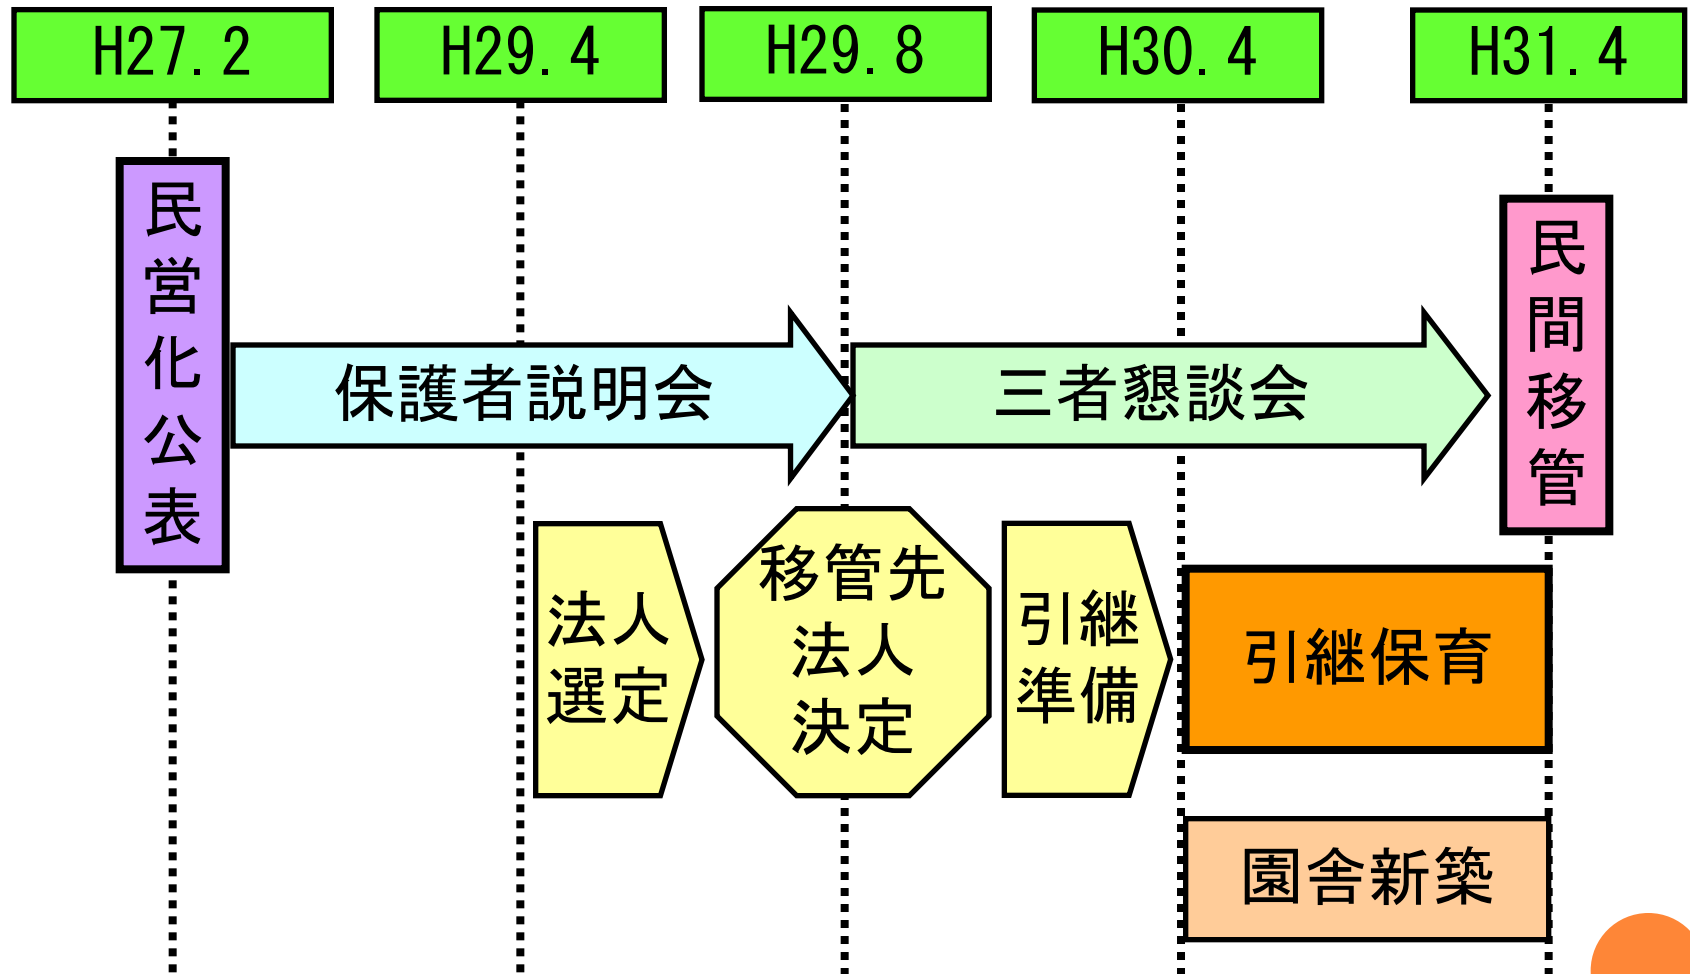 H27.2
H29.4
H29.8
H30.4
H31.4
民営化公表
保護者説明会
三者懇談会
民間移管
法人
選定
移管先
法人
決定
引継
準備
引継保育
園舎新築